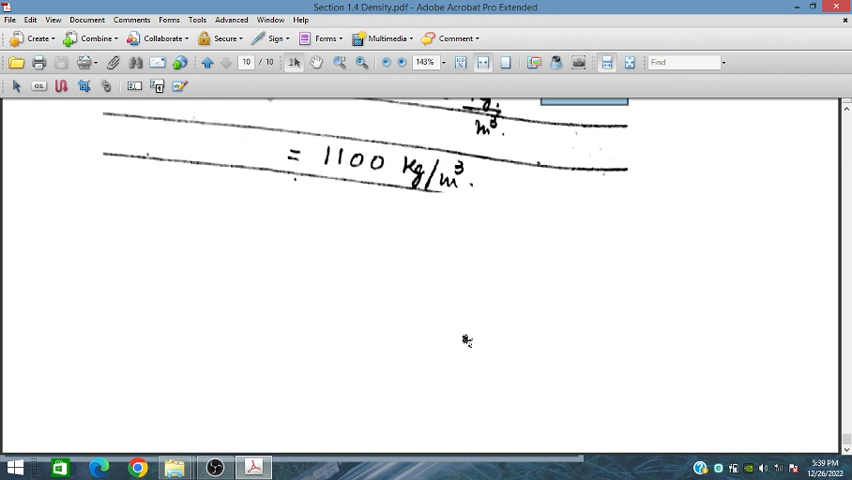 Section 1.4 Density.pdf - Adobe Acrobat Pro Extended
File Edit View Document Comments Forms Tools Advanced Window Help
Create Combine Collaborate Secure Sign Forms Multimedia Comment
10 / 10 143% Find
m³.
= 1100 kg/m³.
5:39 PM
12/26/2022